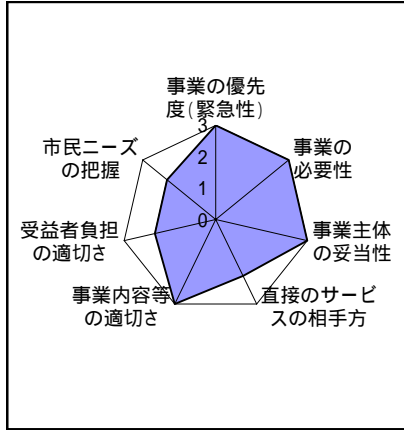 事業の優先
度(緊急性)
事業の
必要性
事業主体
の妥当性
直接のサービ
スの相手方
事業内容等
の適切さ
受益者負担
の適切さ
市民ニーズ
の把握
3
2
1
0